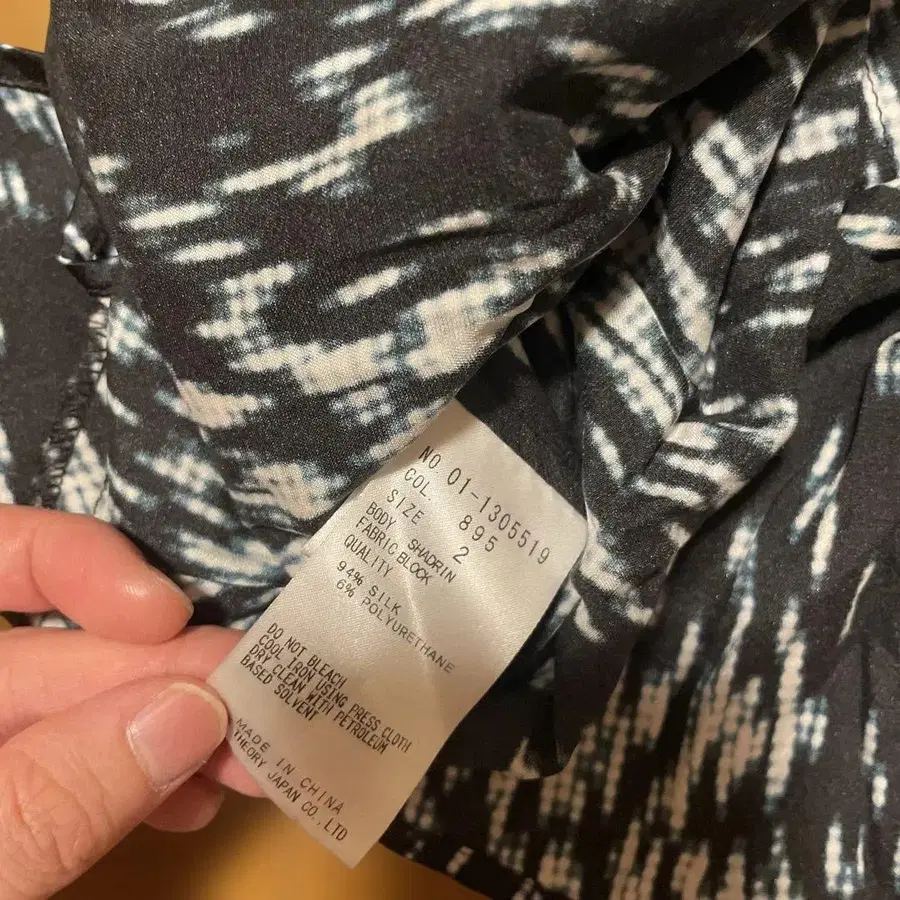 NO. 01-1305519
COL 895
SIZE 2
BODY SHADRIN
FABRIC BLOCK
QUALITY
94% SILK
6% POLYURETHANE
DO NOT BLEACH
COOL IRON USING PRESS CLOTH
DRY CLEAN WITH PETROLEUM
BASED SOLVENT
MADE IN CHINA
THEORY JAPAN CO.,LTD